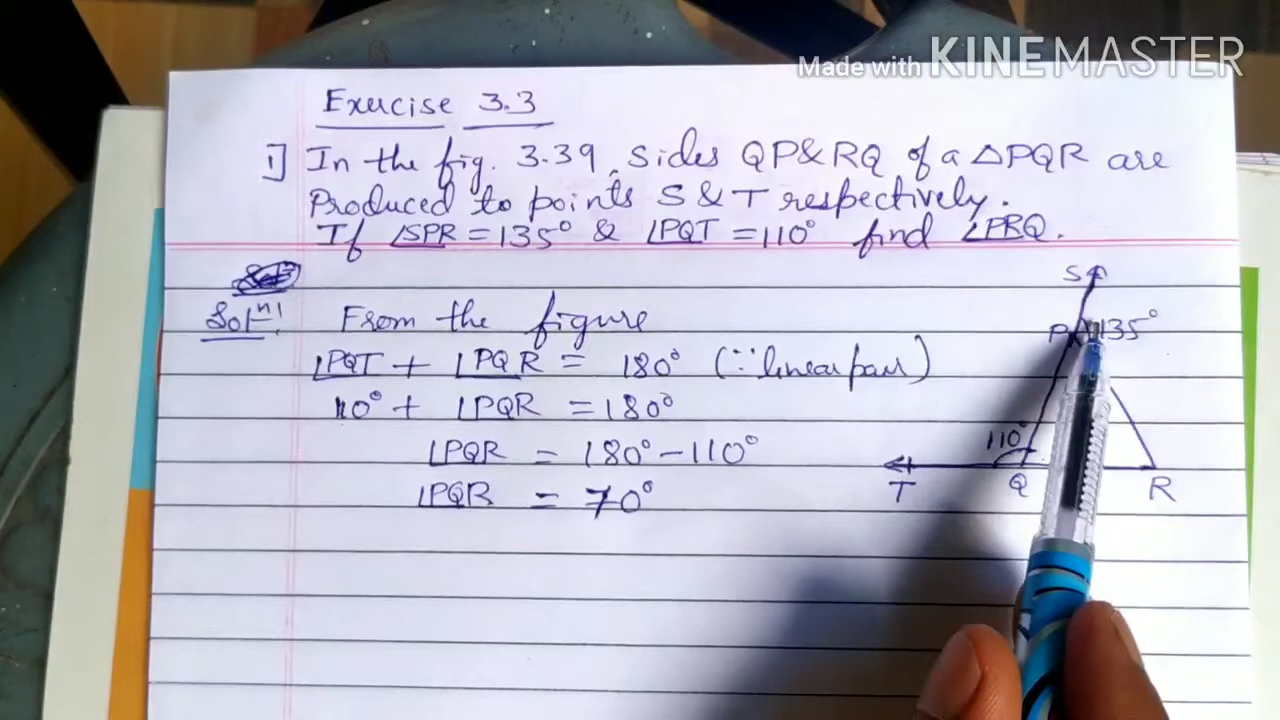 Made with KINEMASTER
Exercise 3.3
1] In the fig. 3.39, sides QP & RQ of a △PQR are
Produced to points S & T respectively.
If ∠SPR = 135° & ∠PQT = 110° find ∠PRQ.
Solⁿ! From the figure
∠PQT + ∠PQR = 180° (∵ linear pair)
110° + ∠PQR = 180°
∠PQR = 180° - 110°
∠PQR = 70°
S
P 135°
110°
T Q R